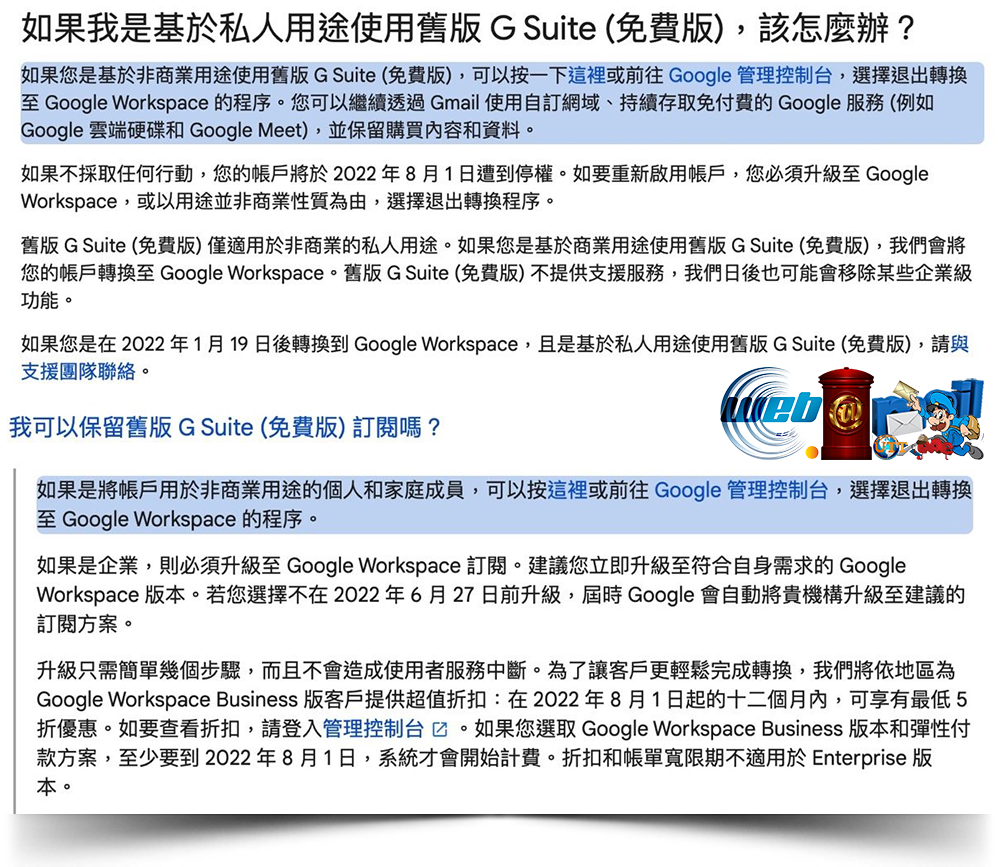 如果我是基於私人用途使用舊版 G Suite (免費版)，該怎麼辦？
如果您是基於非商業用途使用舊版 G Suite (免費版)，可以按一下這裡或前往 Google 管理控制台，選擇退出轉換
至 Google Workspace 的程序。您可以繼續透過 Gmail 使用自訂網域、持續存取免付費的 Google 服務 (例如
Google 雲端硬碟和 Google Meet)，並保留購買內容和資料。
如果不採取任何行動，您的帳戶將於 2022 年 8 月 1 日遭到停權。如要重新啟用帳戶，您必須升級至 Google
Workspace，或以用途並非商業性質為由，選擇退出轉換程序。
舊版 G Suite (免費版) 僅適用於非商業的私人用途。如果您是基於商業用途使用舊版 G Suite (免費版)，我們會將
您的帳戶轉換至 Google Workspace。舊版 G Suite (免費版) 不提供支援服務，我們日後也可能會移除某些企業級
功能。
如果您是在 2022 年 1 月 19 日後轉換到 Google Workspace，且是基於私人用途使用舊版 G Suite (免費版)，請與
支援團隊聯絡。
web @
我可以保留舊版 G Suite (免費版) 訂閱嗎？
如果是將帳戶用於非商業用途的個人和家庭成員，可以按這裡或前往 Google 管理控制台，選擇退出轉換
至 Google Workspace 的程序。
如果是企業，則必須升級至 Google Workspace 訂閱。建議您立即升級至符合自身需求的 Google
Workspace 版本。若您選擇不在 2022 年 6 月 27 日前升級，屆時 Google 會自動將貴機構升級至建議的
訂閱方案。
升級只需簡單幾個步驟，而且不會造成使用者服務中斷。為了讓客戶更輕鬆完成轉換，我們將依地區為
Google Workspace Business 版客戶提供超值折扣：在 2022 年 8 月 1 日起的十二個月內，可享有最低 5
折優惠。如要查看折扣，請登入管理控制台 。如果您選取 Google Workspace Business 版本和彈性付
款方案，至少要到 2022 年 8 月 1 日，系統才會開始計費。折扣和帳單寬限期不適用於 Enterprise 版
本。